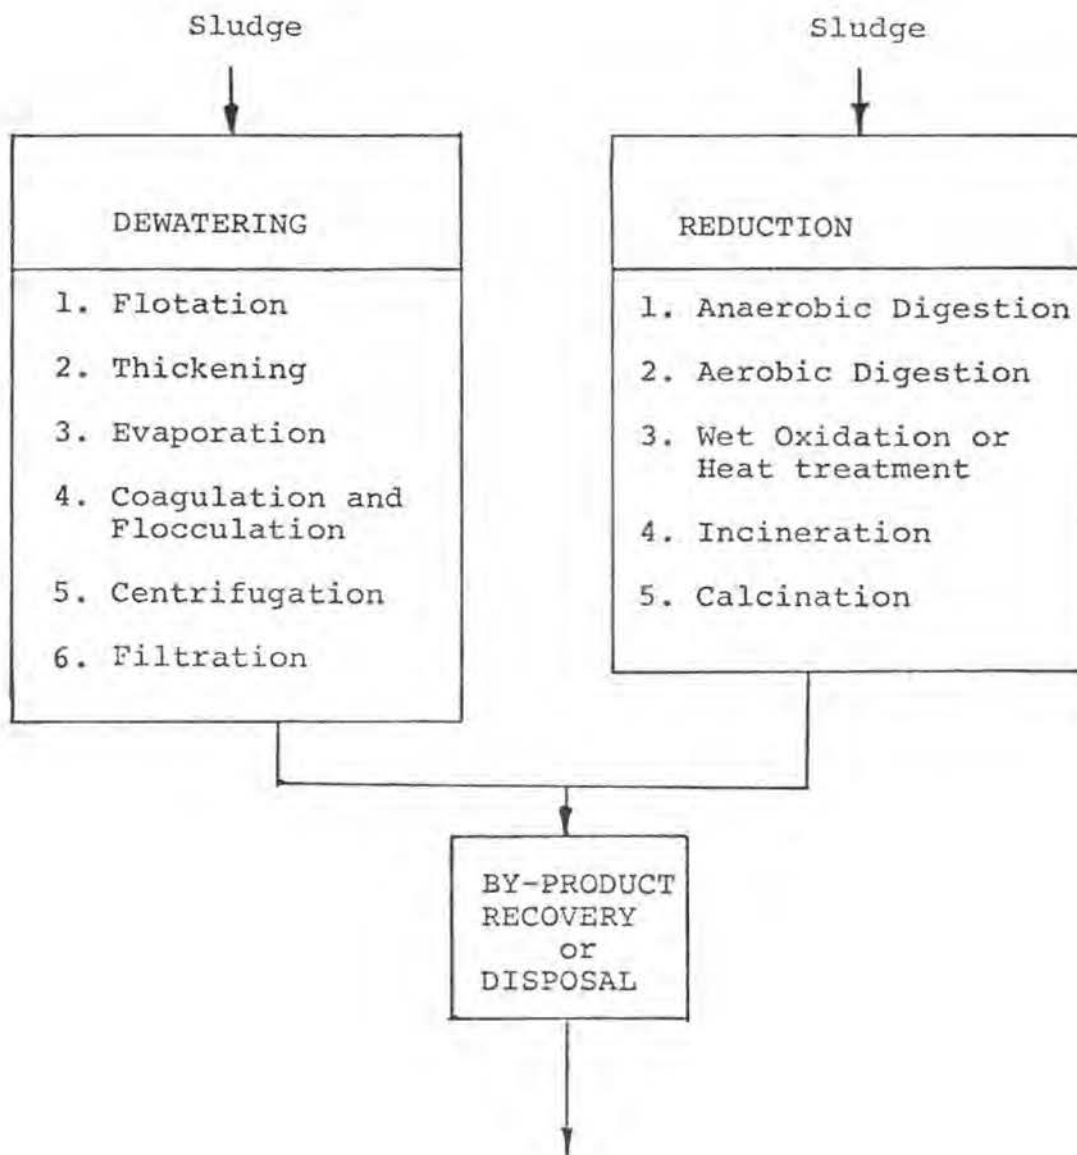 Sludge
DEWATERING
1. Flotation
2. Thickening
3. Evaporation
4. Coagulation and
Flocculation
5. Centrifugation
6. Filtration
Sludge
REDUCTION
1. Anaerobic Digestion
2. Aerobic Digestion
3. Wet Oxidation or
Heat treatment
4. Incineration
5. Calcination
BY-PRODUCT
RECOVERY
or
DISPOSAL